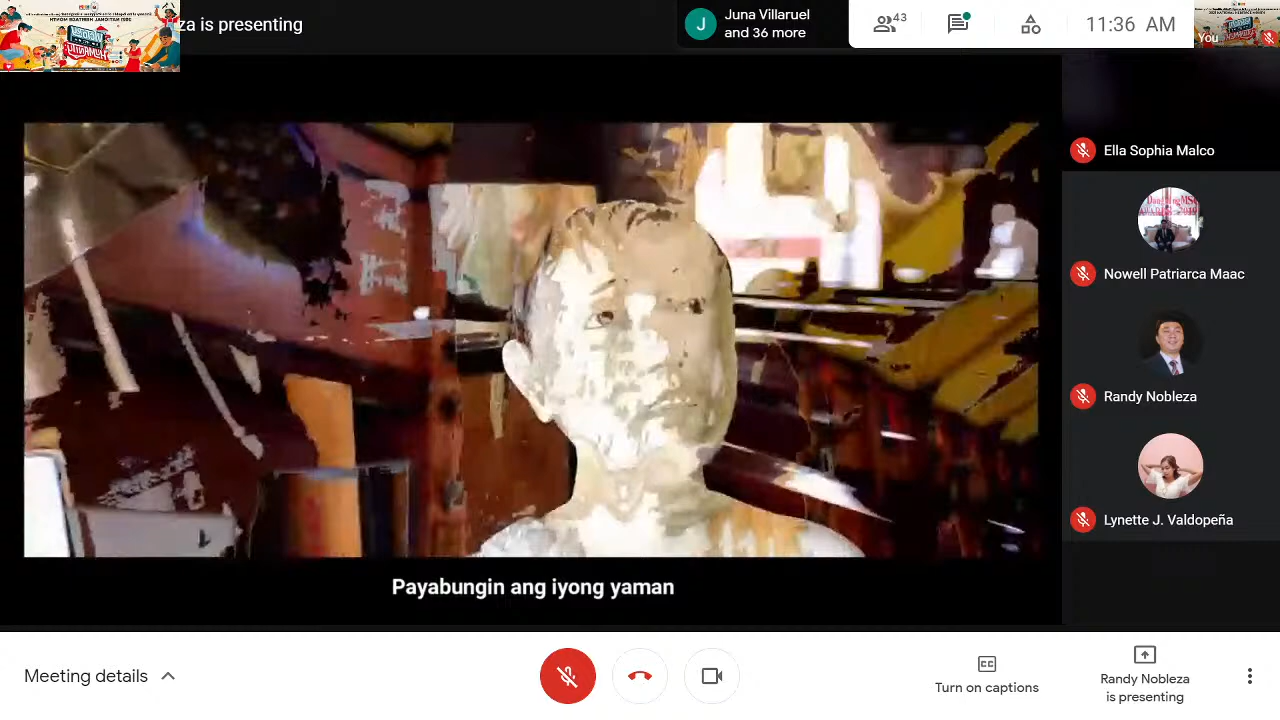 za is presenting
J
Juna Villaruel
and 36 more
43
11:36 AM
You
Ella Sophia Malco
Nowell Patriarca Maac
Randy Nobleza
Lynette J. Valdopeña
Payabungin ang iyong yaman
Meeting details
CC
Turn on captions
Randy Nobleza
is presenting